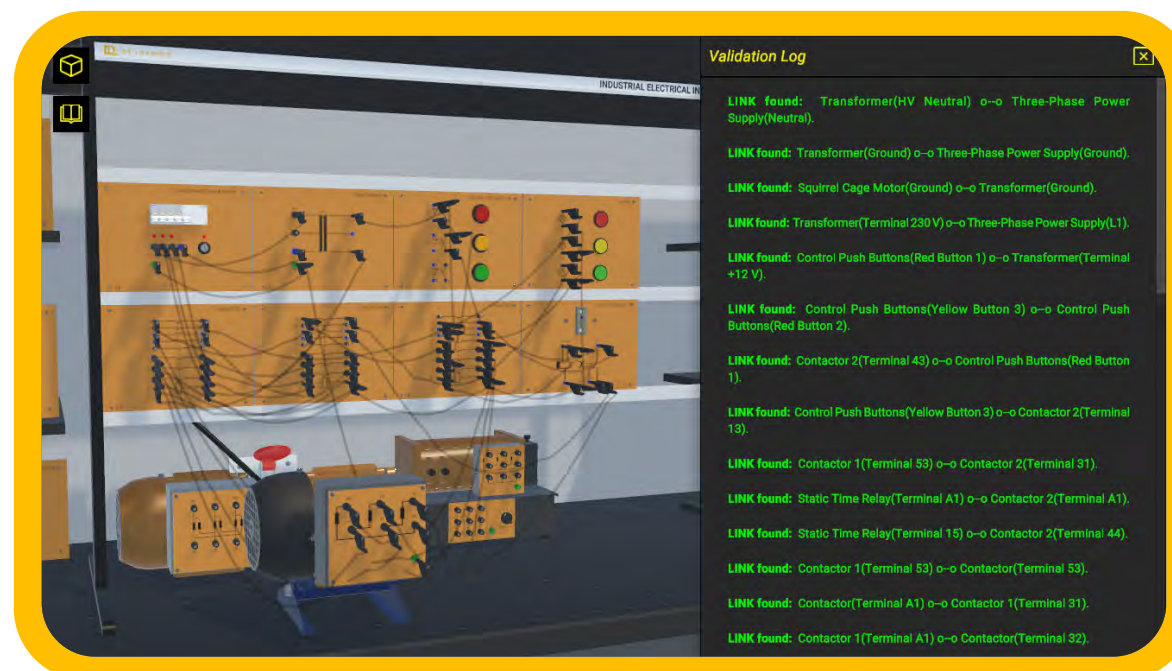 INDUSTRIAL ELECTRICAL IN
Validation Log
LINK found: Transformer(HV Neutral) o--o Three-Phase Power
Supply(Neutral).
LINK found: Transformer(Ground) o--o Three-Phase Power Supply(Ground).
LINK found: Squirrel Cage Motor(Ground) o--o Transformer(Ground).
LINK found: Transformer(Terminal 230 V) o--o Three-Phase Power Supply(L1).
LINK found: Control Push Buttons(Red Button 1) o--o Transformer(Terminal
+12 V).
LINK found: Control Push Buttons(Yellow Button 3) o--o Control Push
Buttons(Red Button 2).
LINK found: Contactor 2(Terminal 43) o--o Control Push Buttons(Red Button
1).
LINK found: Control Push Buttons(Yellow Button 3) o--o Contactor 2(Terminal
13).
LINK found: Contactor 1(Terminal 53) o--o Contactor 2(Terminal 31).
LINK found: Static Time Relay(Terminal A1) o--o Contactor 2(Terminal A1).
LINK found: Static Time Relay(Terminal 15) o--o Contactor 2(Terminal 44).
LINK found: Contactor 1(Terminal 53) o--o Contactor(Terminal 53).
LINK found: Contactor(Terminal A1) o--o Contactor 1(Terminal 31).
LINK found: Contactor 1(Terminal A1) o--o Contactor(Terminal 32).